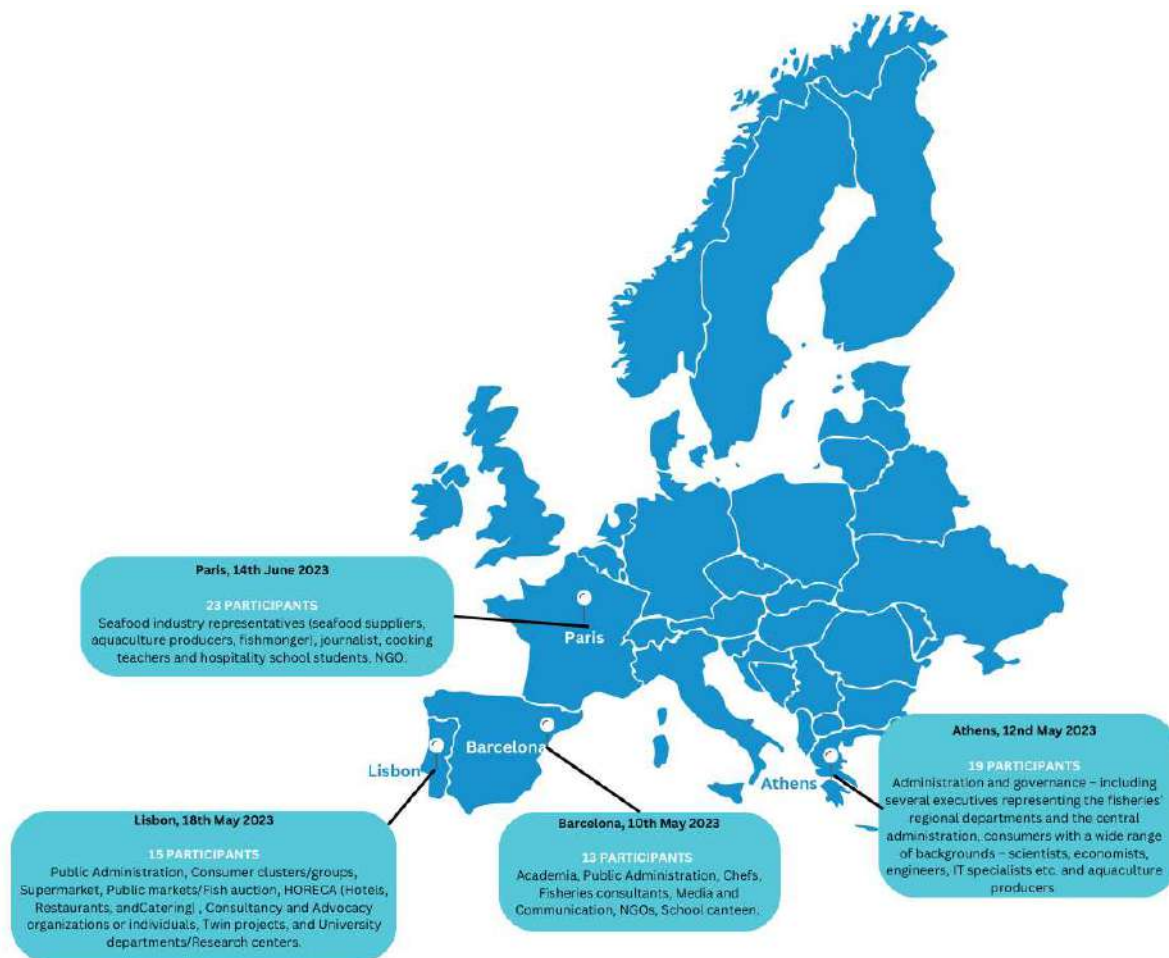 Paris, 14th June 2023
23 PARTICIPANTS
Seafood industry representatives (seafood suppliers,
aquaculture producers, fishmonger), journalist, cooking
teachers and hospitality school students, NGO.
Paris
Barcelona
Lisbon
Athens
Athens, 12nd May 2023
19 PARTICIPANTS
Administration and governance – including
several executives representing the fisheries'
regional departments and the central
administration, consumers with a wide range
of backgrounds – scientists, economists,
engineers, IT specialists etc. and aquaculture
producers
Lisbon, 18th May 2023
15 PARTICIPANTS
Public Administration, Consumer clusters/groups,
Supermarket, Public markets/Fish auction, HORECA (Hotels,
Restaurants, andCatering) , Consultancy and Advocacy
organizations or individuals, Twin projects, and University
departments/Research centers.
Barcelona, 10th May 2023
13 PARTICIPANTS
Academia, Public Administration, Chefs,
Fisheries consultants, Media and
Communication, NGOs, School canteen.